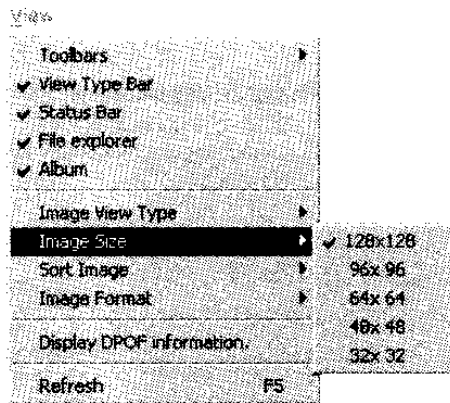 View
Toolbars
View Type Bar
Status Bar
File explorer
Album
Image View Type
Image Size
Sort Image
Image Format
Display DPOF information.
Refresh F5
128x128
96x 96
64x 64
48x 48
32x 32